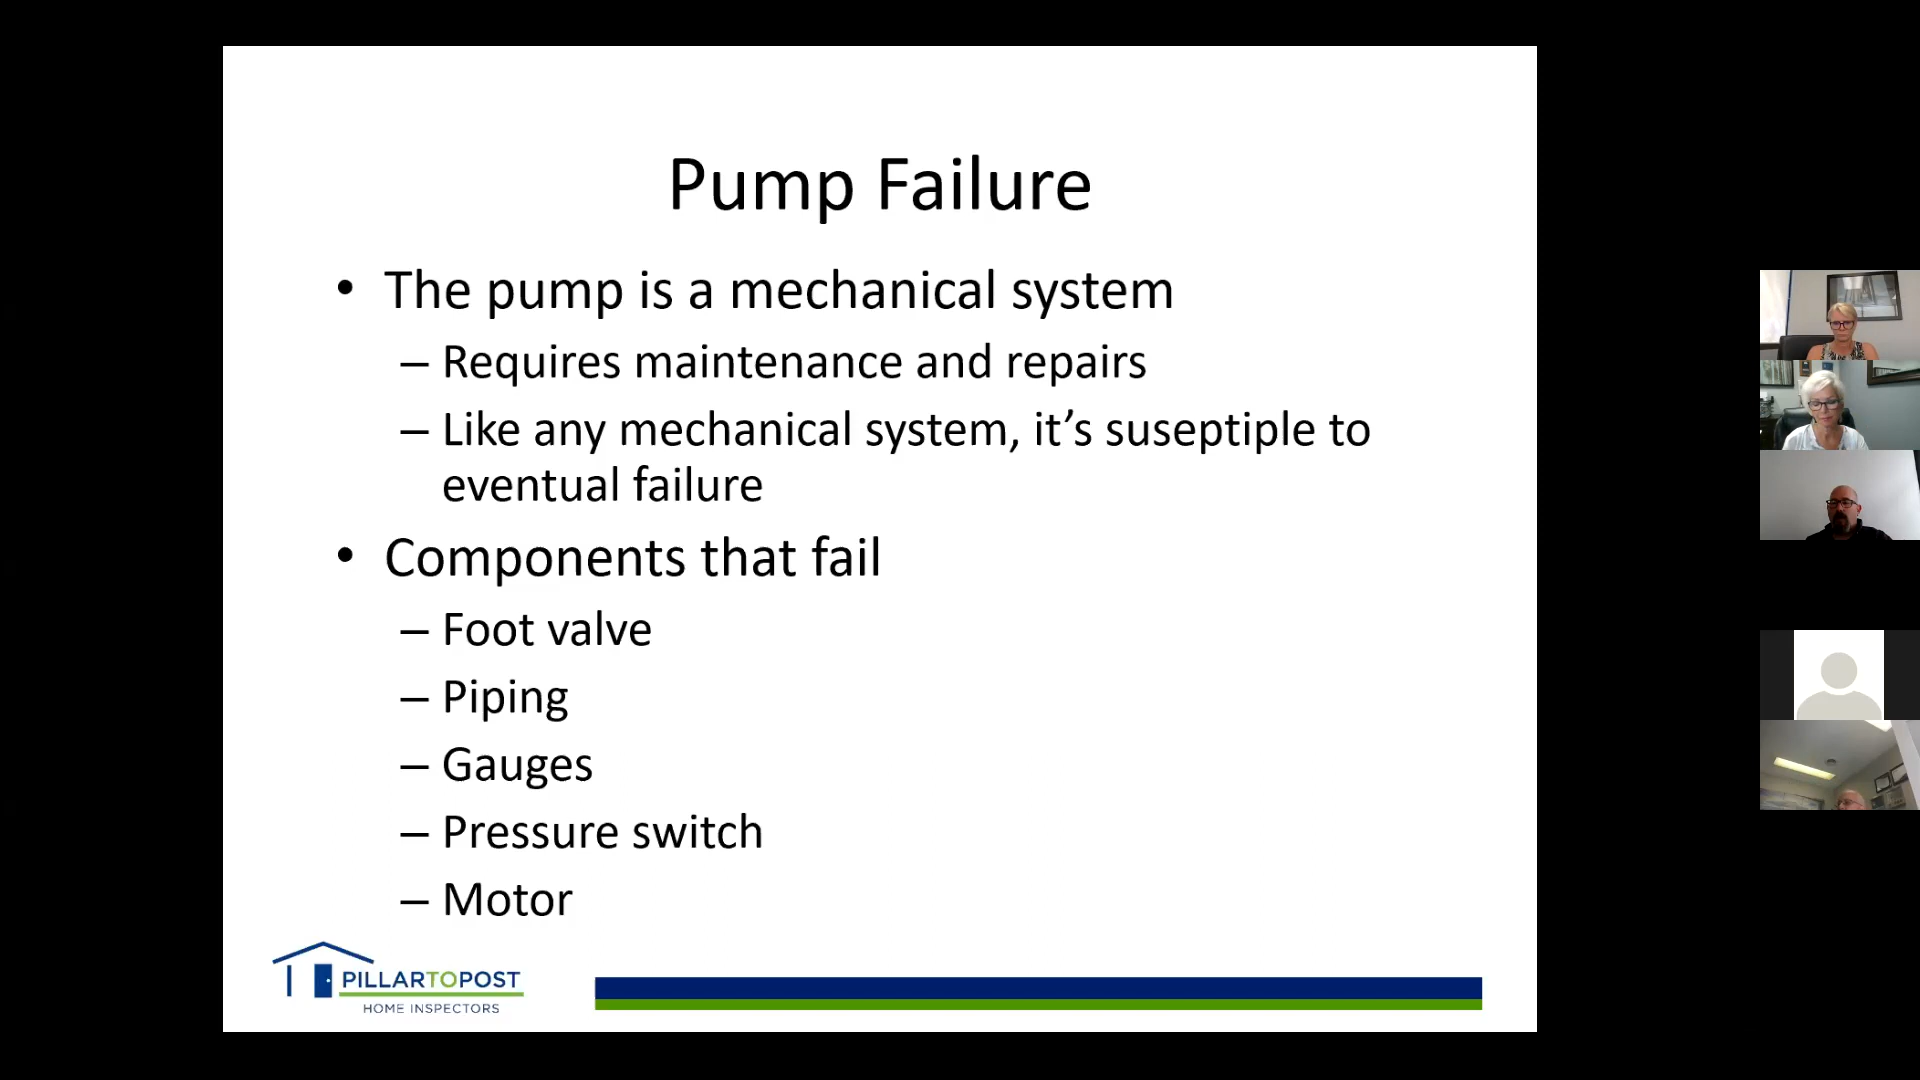 Pump Failure
• The pump is a mechanical system
– Requires maintenance and repairs
– Like any mechanical system, it’s suseptiple to
eventual failure
• Components that fail
– Foot valve
– Piping
– Gauges
– Pressure switch
– Motor
PILLARTOPOST
HOME INSPECTORS